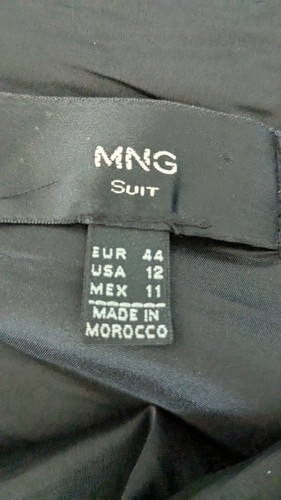 MNG
SUIT
EUR 44
USA 12
MEX 11
MADE IN
MOROCCO